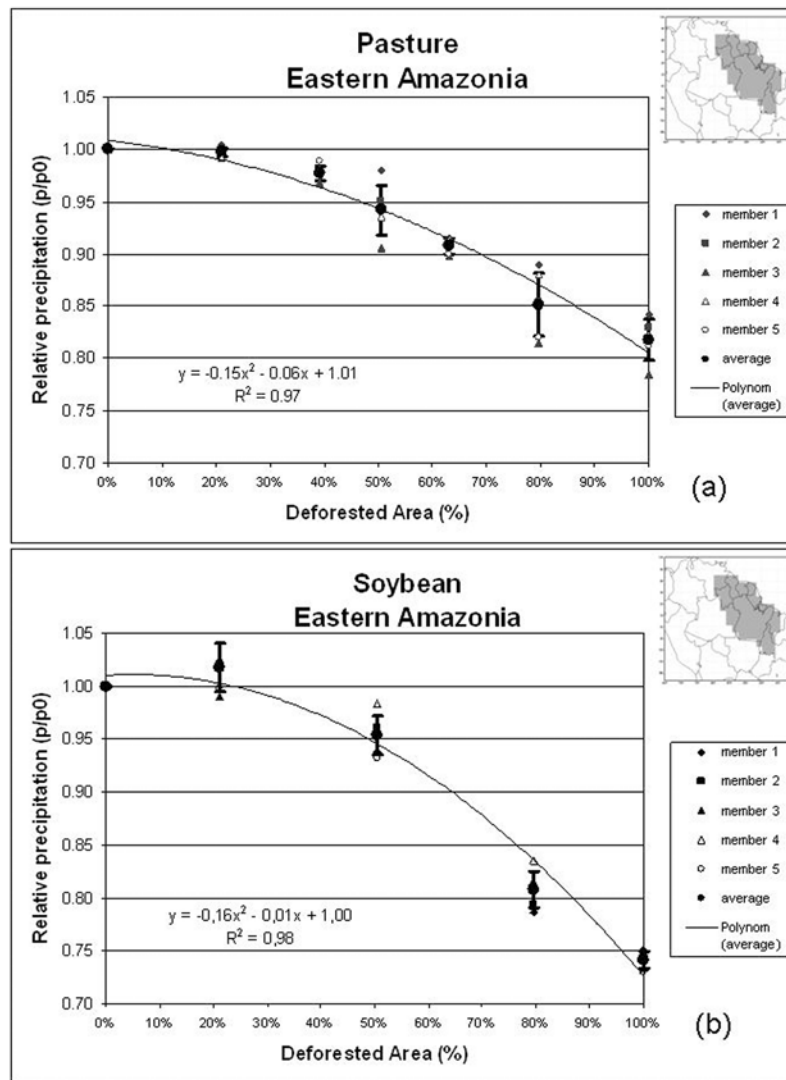 Pasture
Eastern Amazonia
Relative precipitation (p/p0)
1.05
1.00
0.95
0.90
0.85
0.80
0.75
0.70
y = -0.15x² - 0.06x + 1.01
R² = 0.97
0%
10%
20%
30%
40%
50%
60%
70%
80%
90%
100%
Deforested Area (%)
member 1
member 2
member 3
member 4
member 5
average
Polynom
(average)
(a)
Soybean
Eastern Amazonia
Relative precipitation (p/p0)
1.05
1.00
0.95
0.90
0.85
0.80
0.75
0.70
y = -0,16x² - 0,01x + 1,00
R² = 0,98
0%
10%
20%
30%
40%
50%
60%
70%
80%
90%
100%
Deforested Area (%)
member 1
member 2
member 3
member 4
member 5
average
Polynom
(average)
(b)